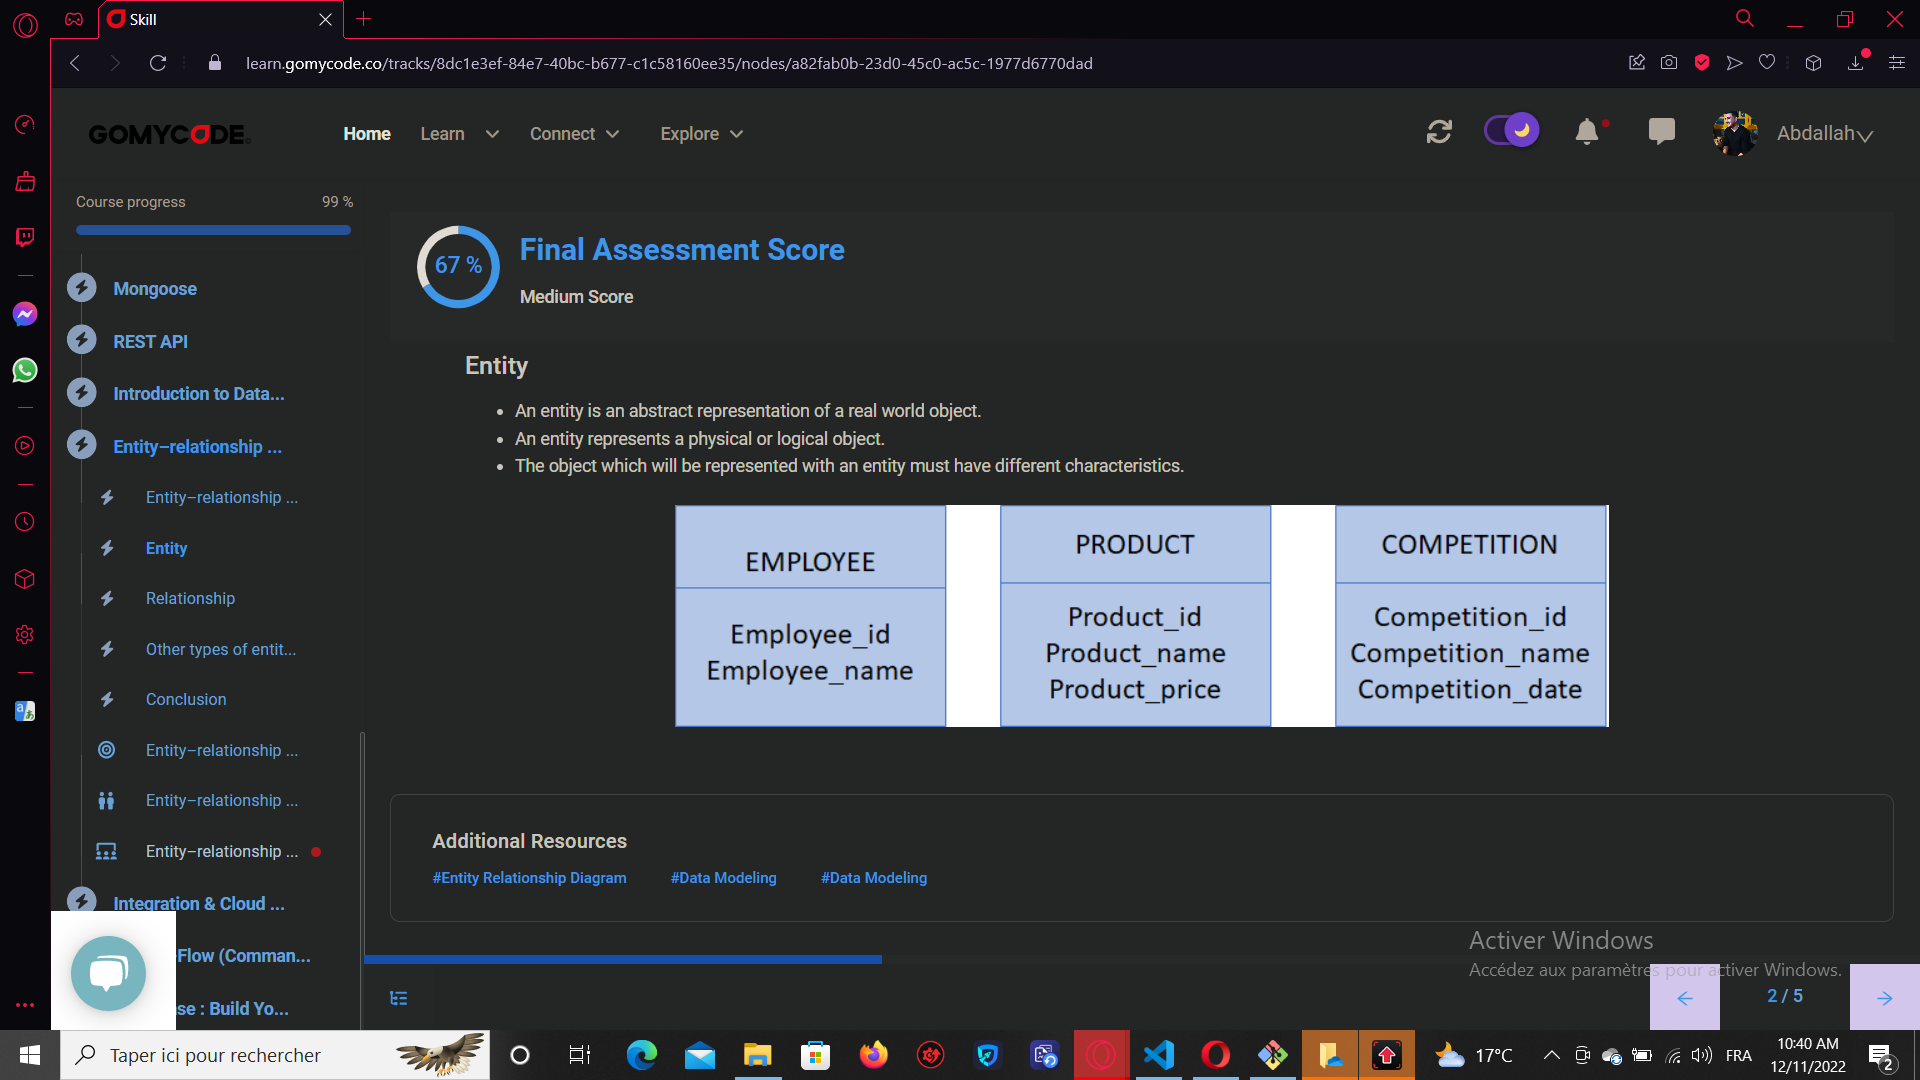 Skill
learn.gomycode.co/tracks/8dc1e3ef-84e7-40bc-b677-c1c58160ee35/nodes/a82fab0b-23d0-45c0-ac5c-1977d6770dad
GOMYCODE
Home Learn Connect Explore
Abdallah
Course progress 99 %
Mongoose
REST API
Introduction to Data...
Entity–relationship ...
Entity–relationship ...
Entity
Relationship
Other types of entit...
Conclusion
Entity–relationship ...
Entity–relationship ...
Entity–relationship ...
Integration & Cloud ...
Flow (Comman...
se : Build Yo...
67 %
Final Assessment Score
Medium Score
Entity
An entity is an abstract representation of a real world object.
An entity represents a physical or logical object.
The object which will be represented with an entity must have different characteristics.
EMPLOYEE
Employee_id
Employee_name
PRODUCT
Product_id
Product_name
Product_price
COMPETITION
Competition_id
Competition_name
Competition_date
Additional Resources
#Entity Relationship Diagram #Data Modeling #Data Modeling
Activer Windows
Accédez aux paramètres pour activer Windows.
2 / 5
Taper ici pour rechercher
17°C
FRA
10:40 AM
12/11/2022
2